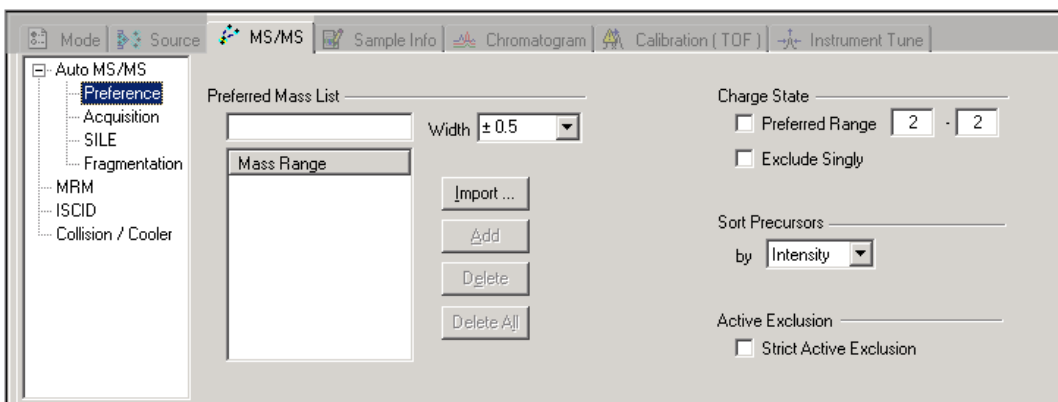 Mode Source MS/MS Sample Info Chromatogram Calibration ( TOF ) Instrument Tune
Auto MS/MS
Preference
Acquisition
SILE
Fragmentation
MRM
ISCID
Collision / Cooler
Preferred Mass List
Width ± 0.5
Mass Range
Import ...
Add
Delete
Delete All
Charge State
Preferred Range 2 - 2
Exclude Singly
Sort Precursors
by Intensity
Active Exclusion
Strict Active Exclusion